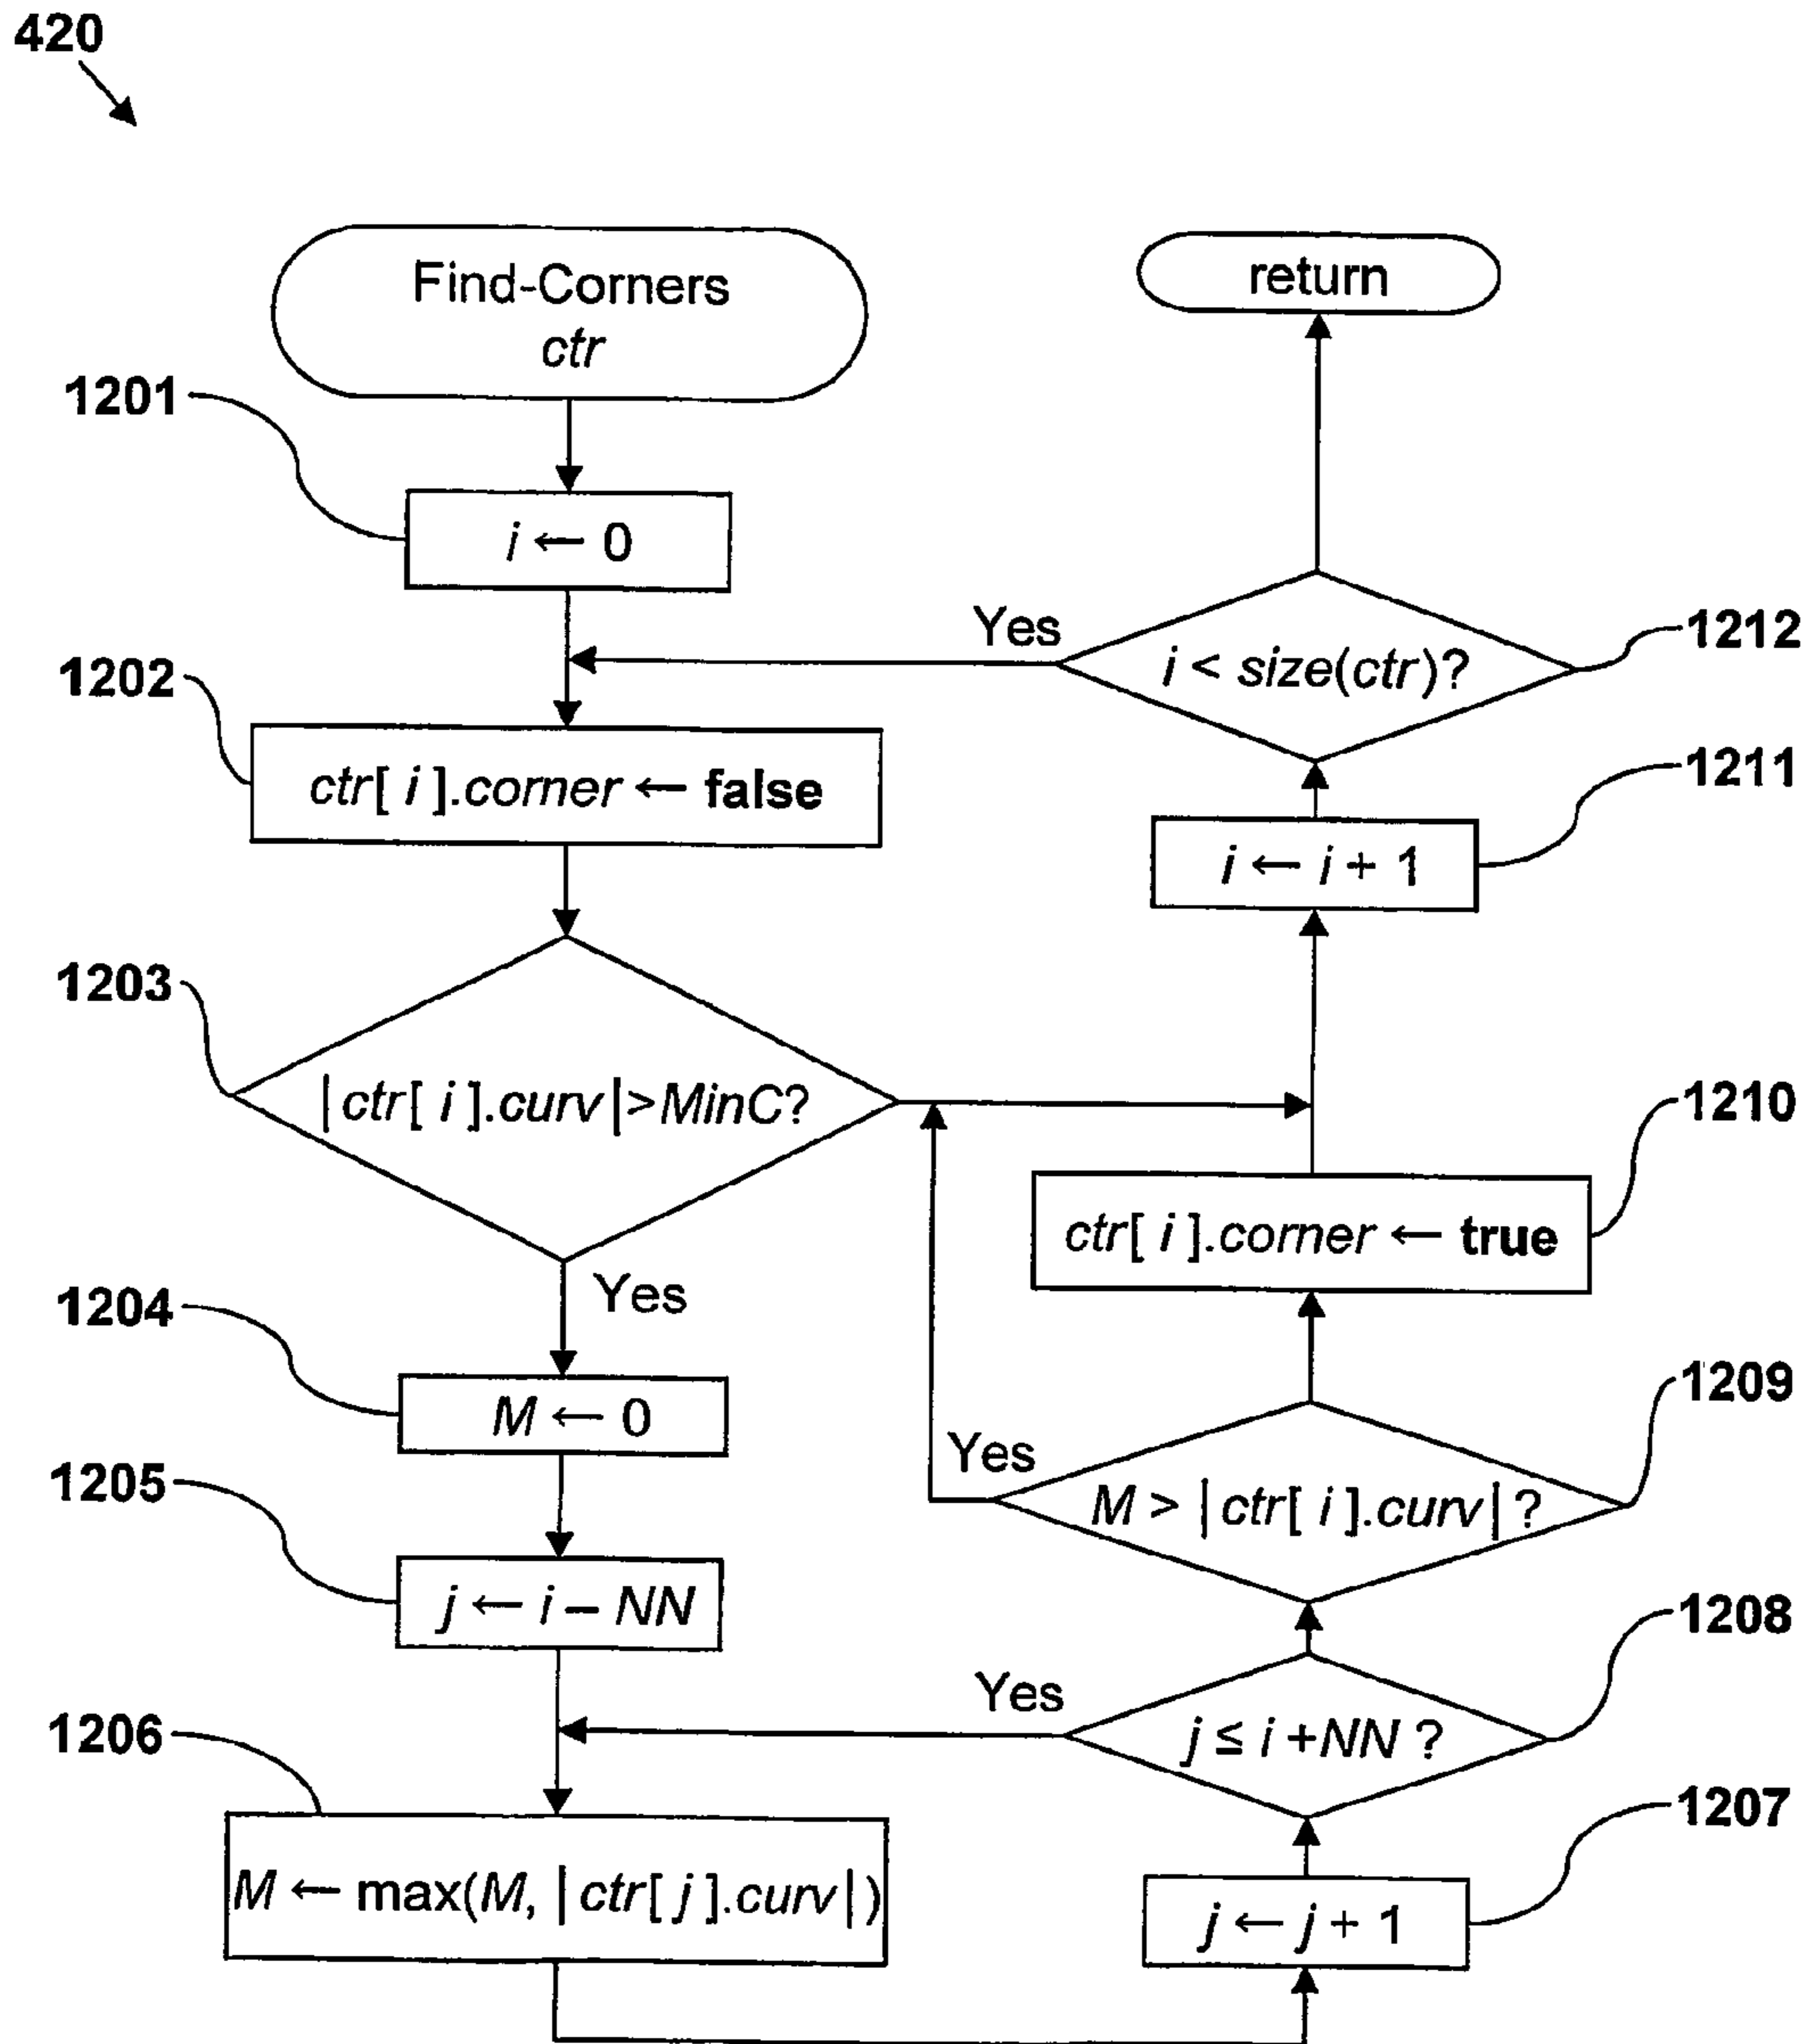 420
Find-Corners
ctr
return
1201
i ← 0
Yes
i < size(ctr)?
1212
1202
ctr[ i ].corner ← false
1211
i ← i + 1
1203
|ctr[ i ].curv|>MinC?
1210
ctr[ i ].corner ← true
Yes
1204
M ← 0
1209
Yes
M > |ctr[ i ].curv| ?
1205
j ← i – NN
1208
Yes
j ≤ i +NN ?
1206
M ← max(M, |ctr[ j ].curv|)
1207
j ← j + 1